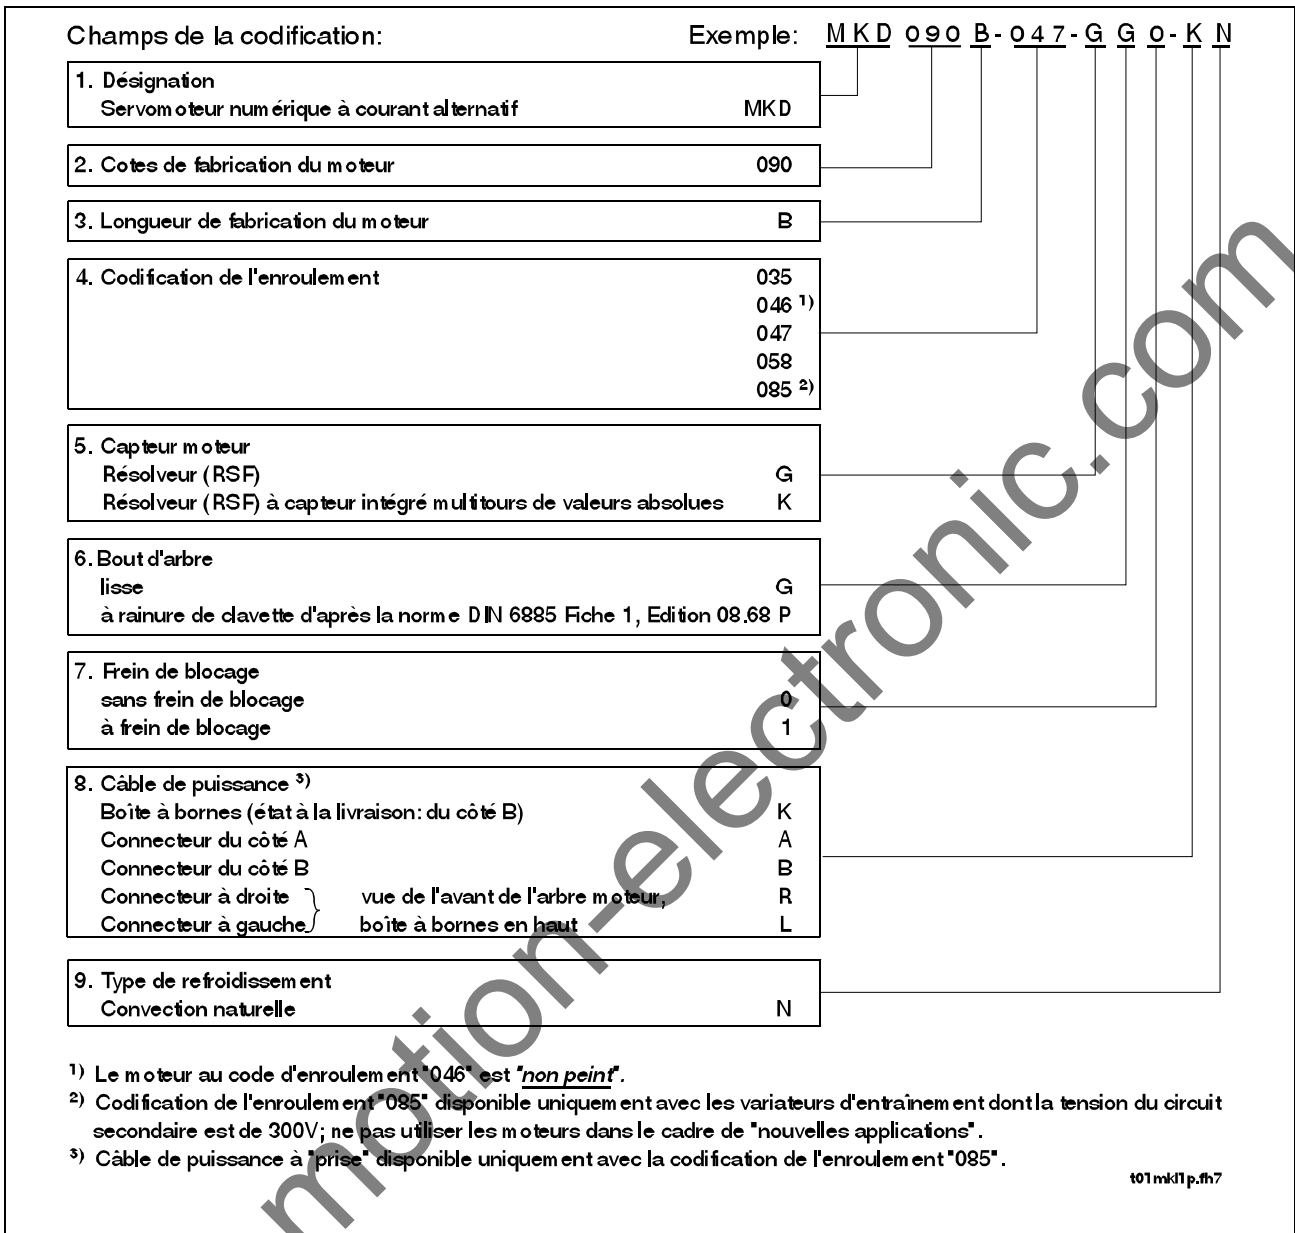 Champs de la codification: Exemple: MKD 090 B-047-G G 0-K N
1. Désignation
Servomoteur numérique à courant alternatif MKD
2. Cotes de fabrication du moteur 090
3. Longueur de fabrication du moteur B
4. Codification de l'enroulement 035
046 1)
047
058
085 2)
5. Capteur moteur
Résolveur (RSF) G
Résolveur (RSF) à capteur intégré multitours de valeurs absolues K
6. Bout d'arbre
lisse G
à rainure de clavette d'après la norme DIN 6885 Fiche 1, Edition 08.68 P
7. Frein de blocage
sans frein de blocage 0
à frein de blocage 1
8. Câble de puissance 3)
Boîte à bornes (état à la livraison: du côté B) K
Connecteur du côté A A
Connecteur du côté B B
Connecteur à droite vue de l'avant de l'arbre moteur, R
Connecteur à gauche boîte à bornes en haut L
9. Type de refroidissement
Convection naturelle N
1) Le moteur au code d'enroulement "046" est "non peint".
2) Codification de l'enroulement "085" disponible uniquement avec les variateurs d'entraînement dont la tension du circuit
secondaire est de 300V; ne pas utiliser les moteurs dans le cadre de "nouvelles applications".
3) Câble de puissance à "prise" disponible uniquement avec la codification de l'enroulement "085".
t01mkl1p.fh7
motion-electronic.com